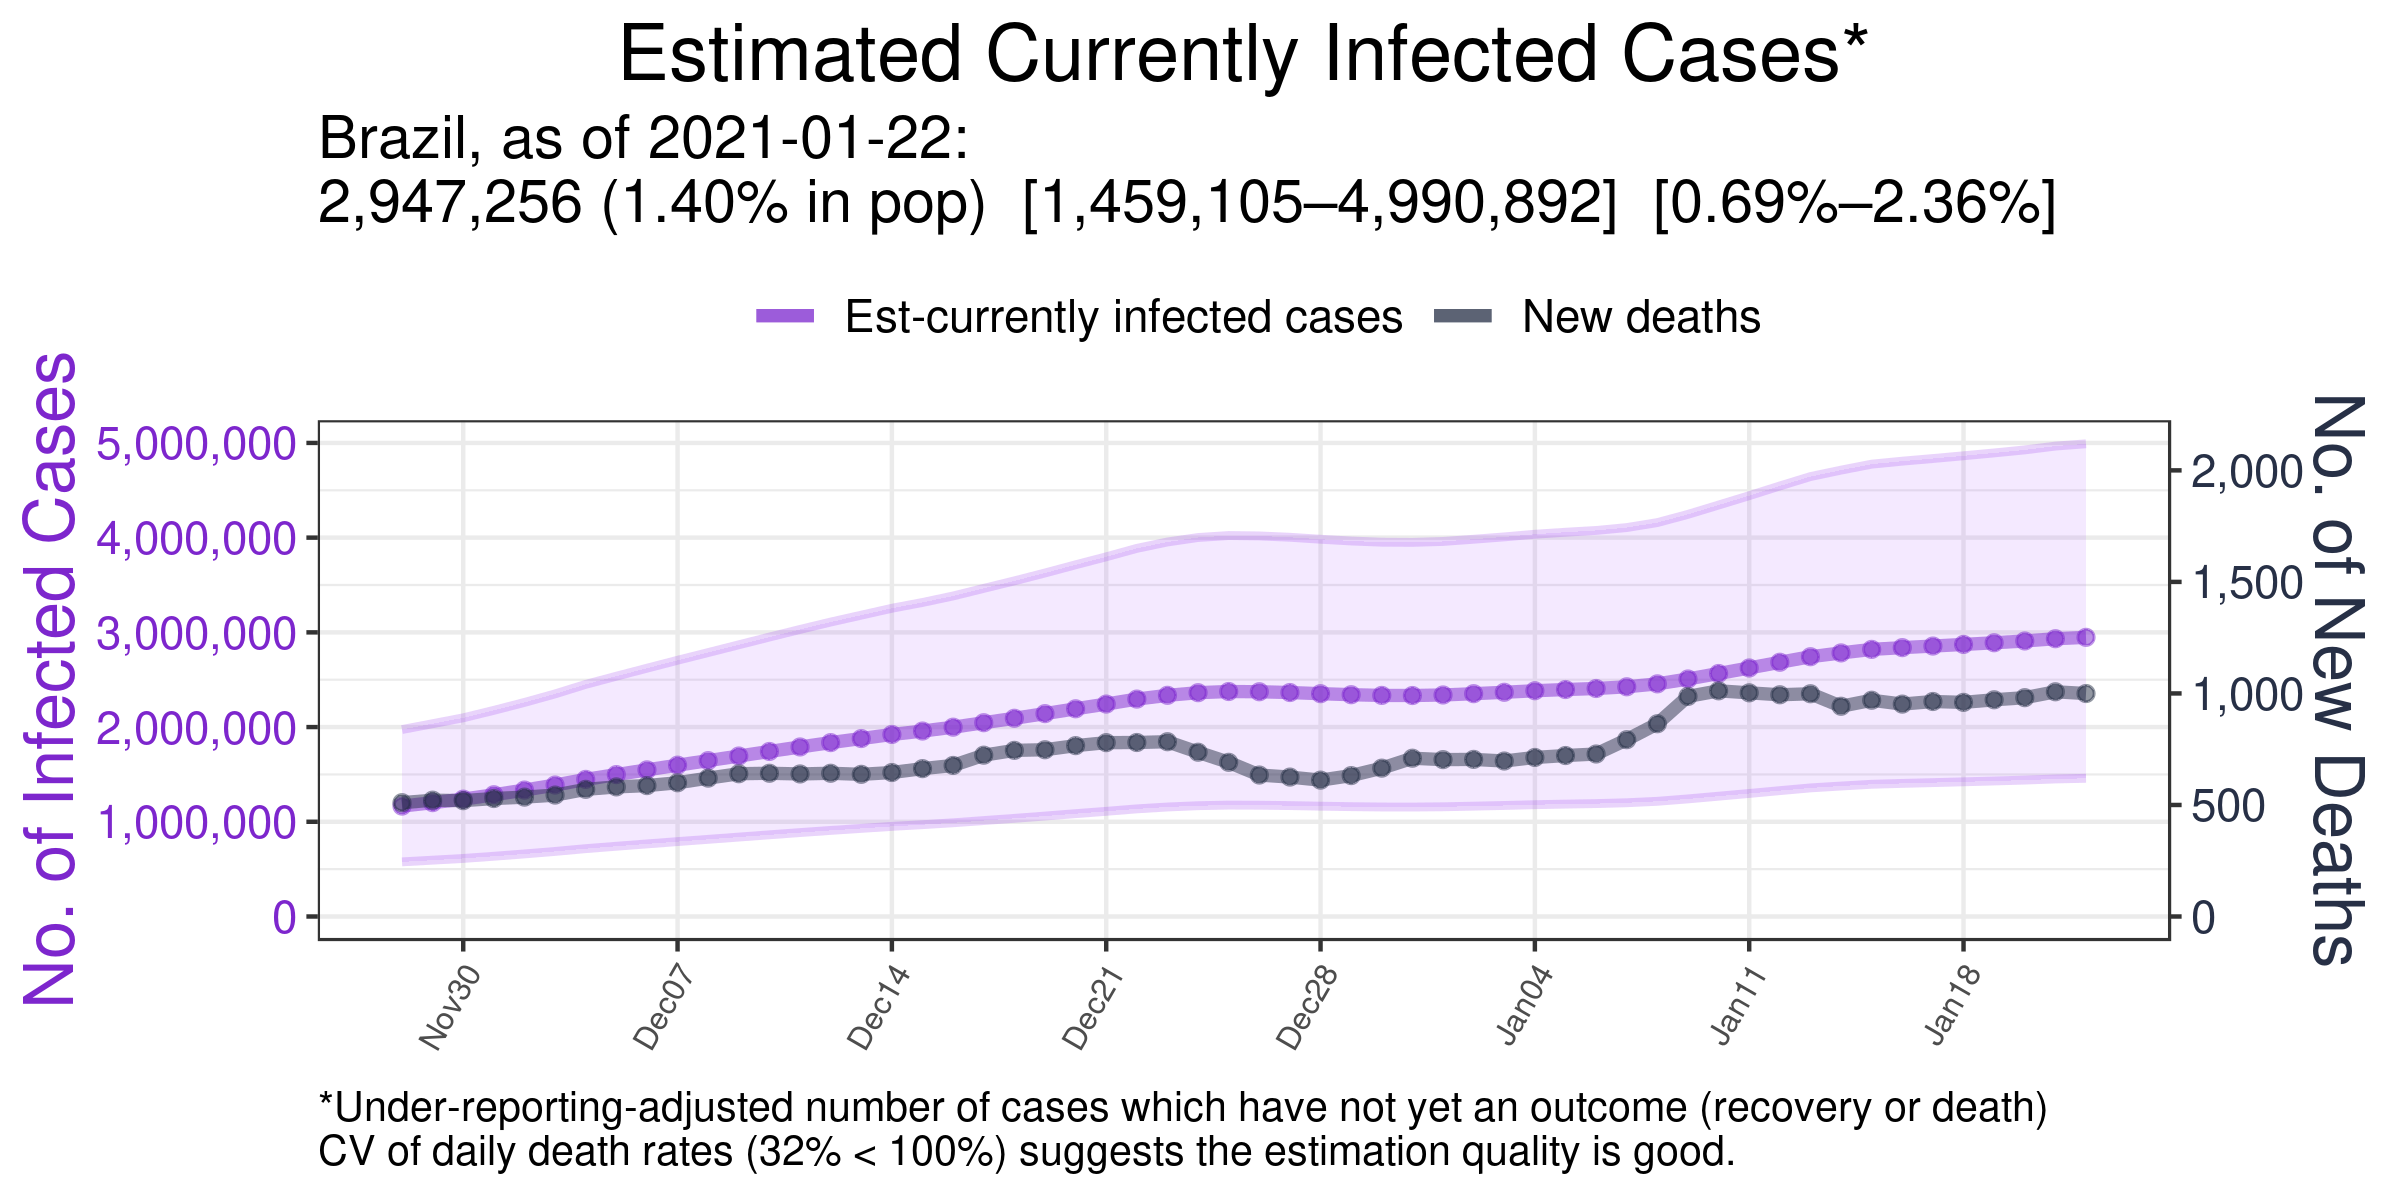 Estimated Currently Infected Cases*
Brazil, as of 2021-01-22:
2,947,256 (1.40% in pop)  [1,459,105–4,990,892]  [0.69%–2.36%]
Est-currently infected cases
New deaths
No. of Infected Cases
5,000,000
4,000,000
3,000,000
2,000,000
1,000,000
0
2,000
1,500
1,000
500
0
No. of New Deaths
Nov30
Dec07
Dec14
Dec21
Dec28
Jan04
Jan11
Jan18
*Under-reporting-adjusted number of cases which have not yet an outcome (recovery or death)
CV of daily death rates (32% < 100%) suggests the estimation quality is good.